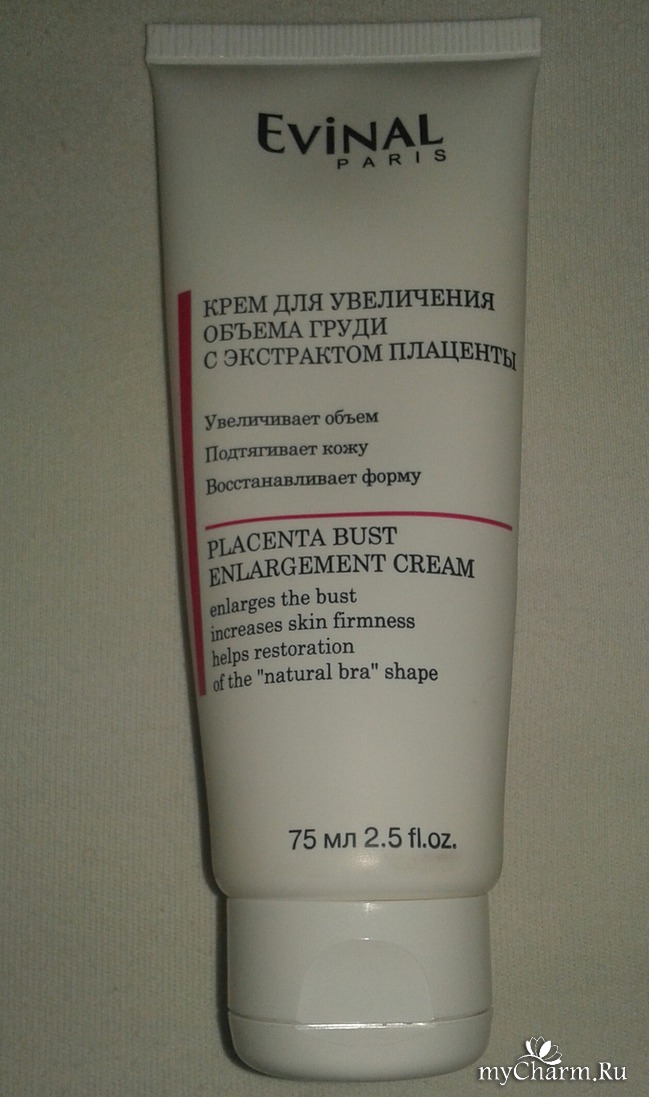 EViNAL
PARIS
КРЕМ ДЛЯ УВЕЛИЧЕНИЯ
ОБЪЕМА ГРУДИ
С ЭКСТРАКТОМ ПЛАЦЕНТЫ
Увеличивает объем
Подтягивает кожу
Восстанавливает форму
PLACENTA BUST
ENLARGEMENT CREAM
enlarges the bust
increases skin firmness
helps restoration
of the "natural bra" shape
75 мл 2.5 fl.oz.
myCharm.Ru